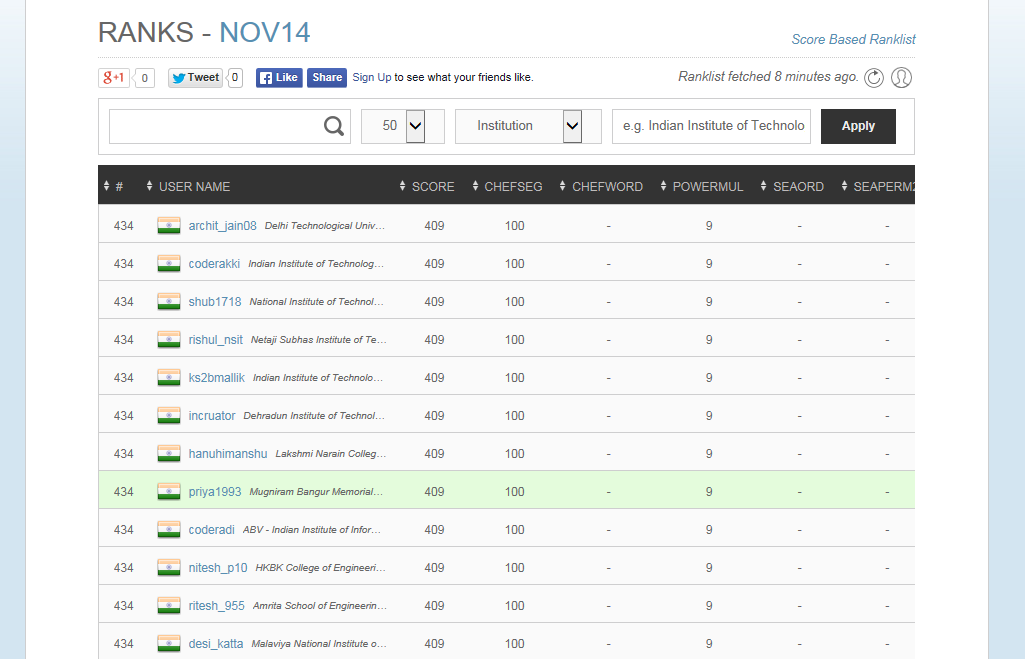 RANKS - NOV14
Score Based Ranklist
g+1 0 Tweet 0 Like Share Sign Up to see what your friends like.
Ranklist fetched 8 minutes ago.
50 Institution e.g. Indian Institute of Technolo Apply
# USER NAME SCORE CHEFSEG CHEFWORD POWERMUL SEAORD SEAPERM2
434 archit_jain08 Delhi Technological Univ... 409 100 - 9 - -
434 coderakki Indian Institute of Technolog... 409 100 - 9 - -
434 shub1718 National Institute of Technol... 409 100 - 9 - -
434 rishul_nsit Netaji Subhas Institute of Te... 409 100 - 9 - -
434 ks2bmallik Indian Institute of Technolo... 409 100 - 9 - -
434 incruator Dehradun Institute of Technol... 409 100 - 9 - -
434 hanuhimanshu Lakshmi Narain Colleg... 409 100 - 9 - -
434 priya1993 Mugniram Bangur Memorial... 409 100 - 9 - -
434 coderadi ABV - Indian Institute of Infor... 409 100 - 9 - -
434 nitesh_p10 HKBK College of Engineeri... 409 100 - 9 - -
434 ritesh_955 Amrita School of Engineerin... 409 100 - 9 - -
434 desi_katta Malaviya National Institute o... 409 100 - 9 - -